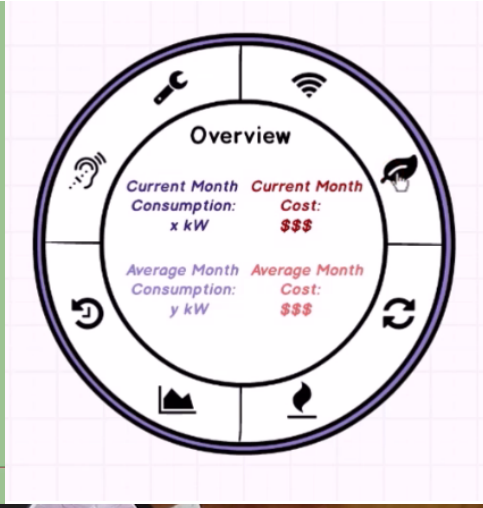 Overview
Current Month
Consumption:
x kW
Current Month
Cost:
$$$
Average Month
Consumption:
y kW
Average Month
Cost:
$$$